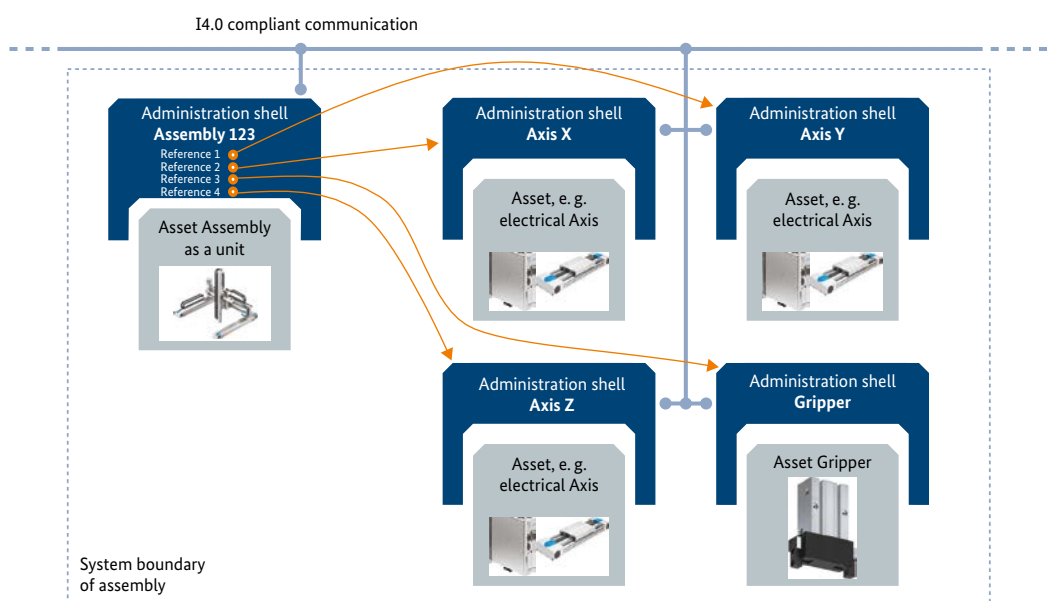 I4.0 compliant communication
Administration shell
Assembly 123
Reference 1
Reference 2
Reference 3
Reference 4
Asset Assembly
as a unit
Administration shell
Axis X
Asset, e. g.
electrical Axis
Administration shell
Axis Y
Asset, e. g.
electrical Axis
Administration shell
Axis Z
Asset, e. g.
electrical Axis
Administration shell
Gripper
Asset Gripper
System boundary
of assembly